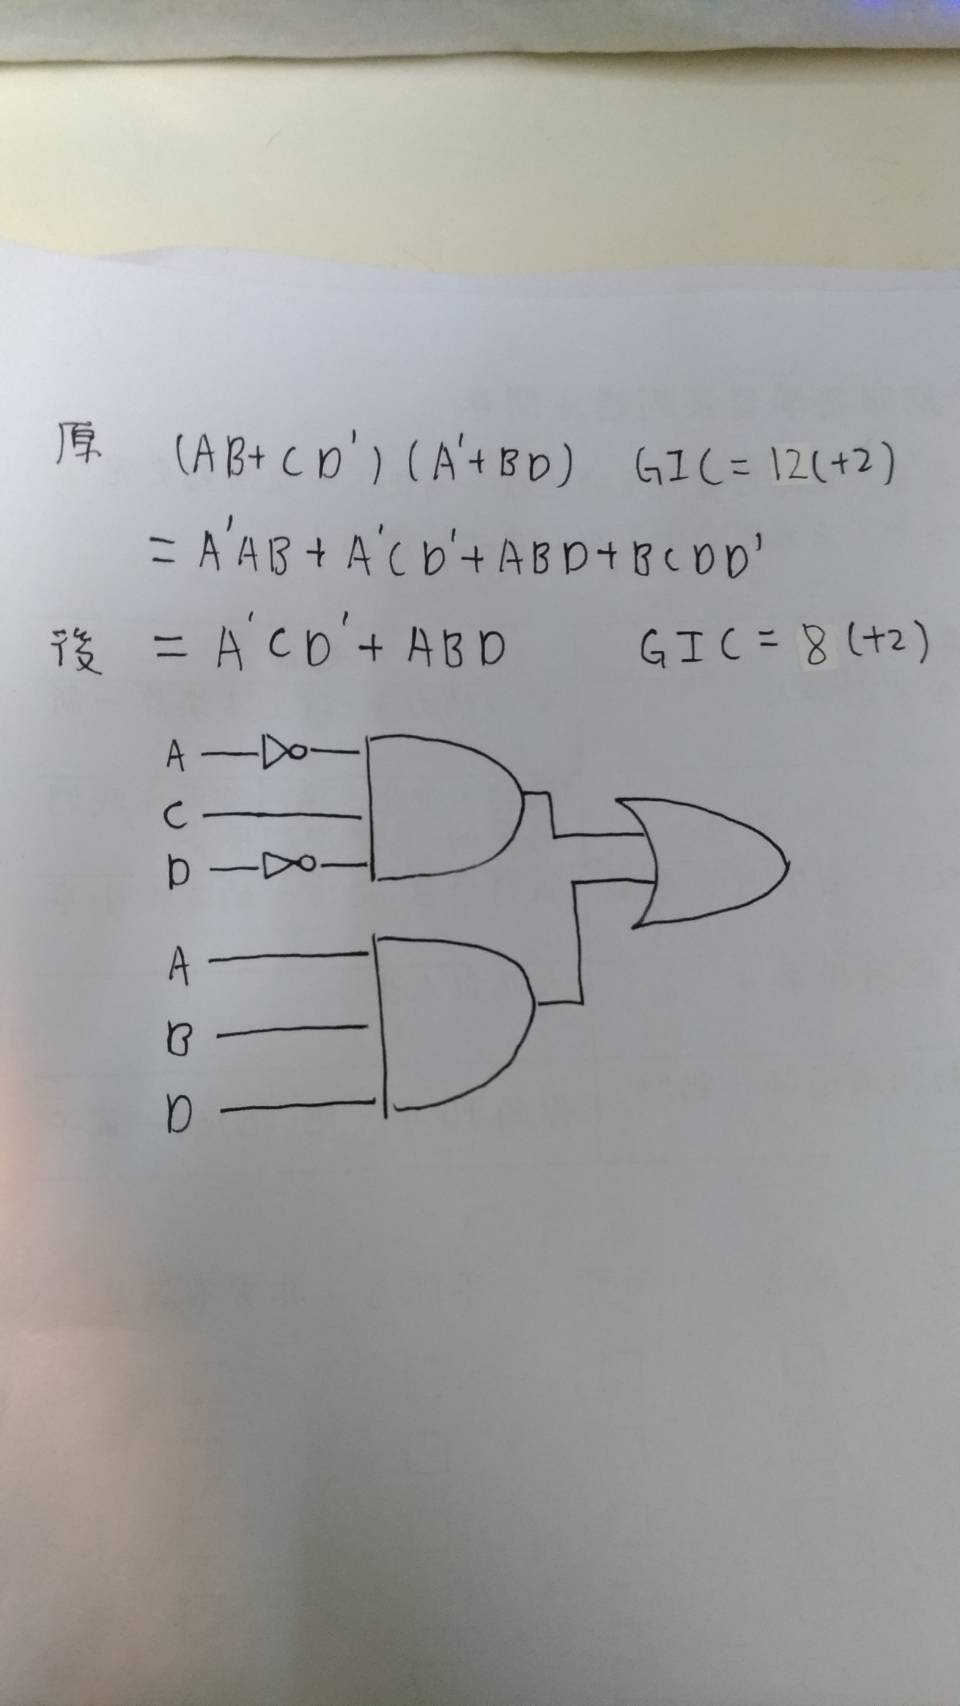 原 (AB+CD')(A'+BD) GIC=12(+2)
=A'AB+A'CD'+ABD+BCDD'
後 =A'CD'+ABD GIC=8(+2)
A
C
D
A
B
D